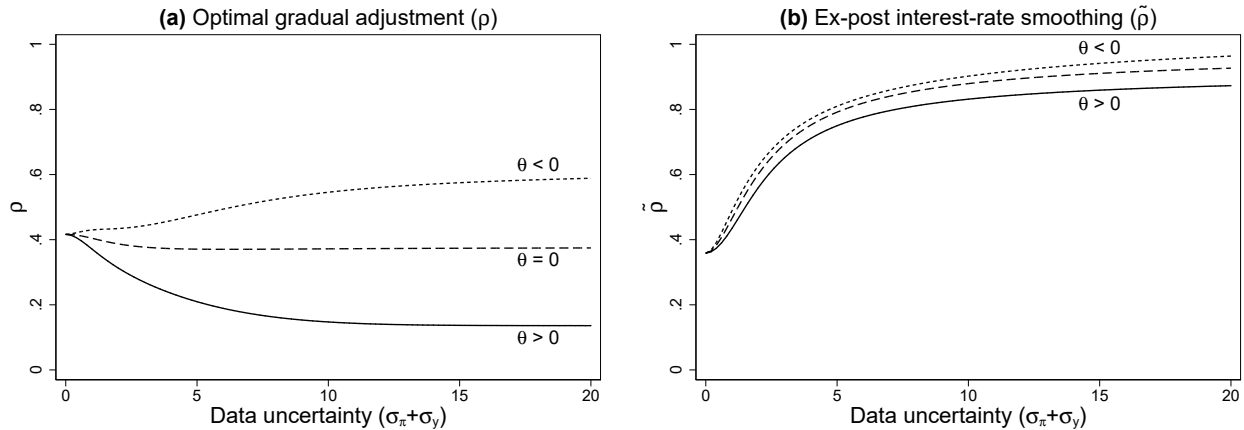 (a) Optimal gradual adjustment (ρ)
1
.8
.6
.4
.2
0
ρ
θ < 0
θ = 0
θ > 0
0 5 10 15 20
Data uncertainty (σπ+σy)
(b) Ex-post interest-rate smoothing (ρ̃)
1
.8
.6
.4
.2
0
ρ̃
θ < 0
θ > 0
0 5 10 15 20
Data uncertainty (σπ+σy)